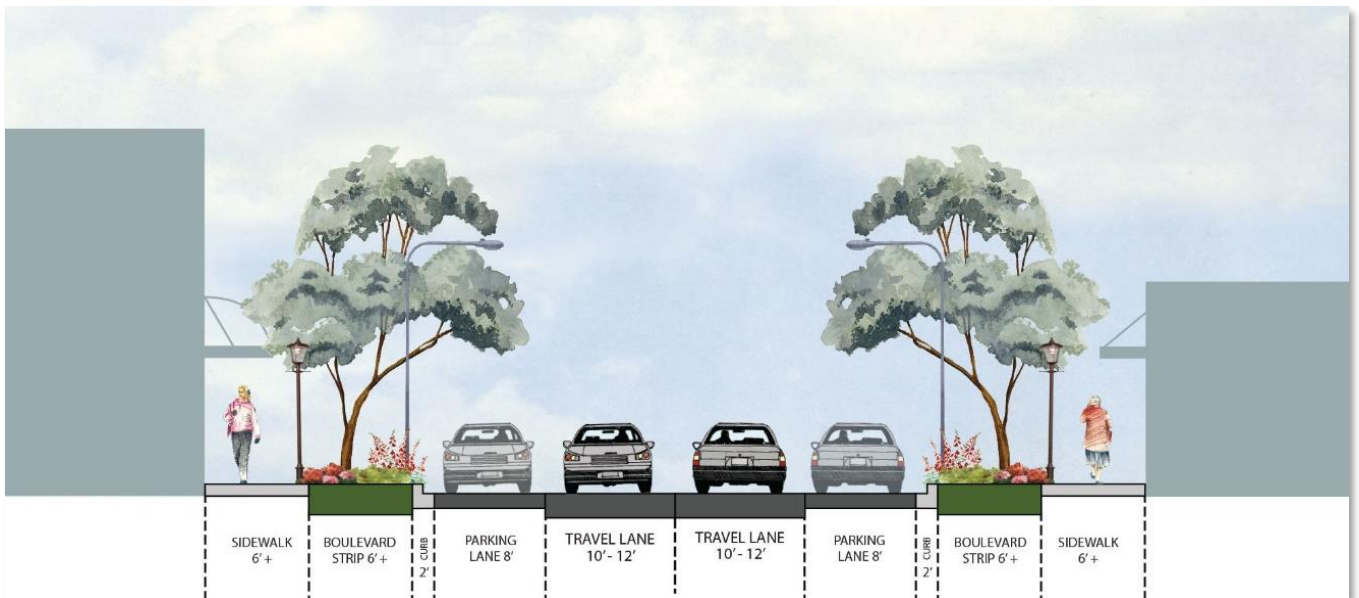 SIDEWALK
6'+
BOULEVARD
STRIP 6'+
CURB
2'
PARKING
LANE 8'
TRAVEL LANE
10' - 12'
TRAVEL LANE
10' - 12'
PARKING
LANE 8'
CURB
2'
BOULEVARD
STRIP 6'+
SIDEWALK
6'+